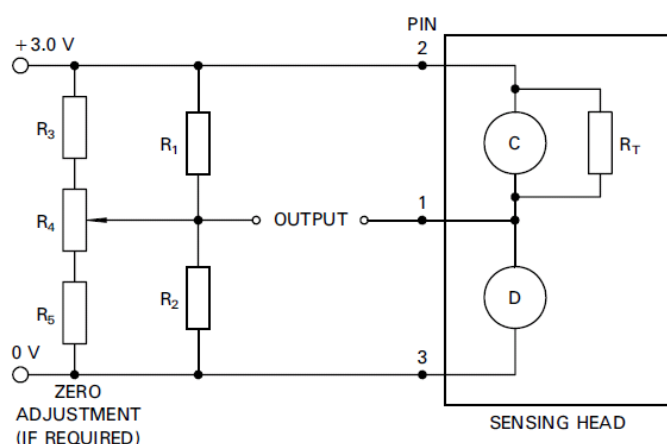 PIN
+3.0 V
2
R3
R1
C
RT
R4
OUTPUT
1
R2
D
R5
0 V
3
ZERO
ADJUSTMENT
(IF REQUIRED)
SENSING HEAD